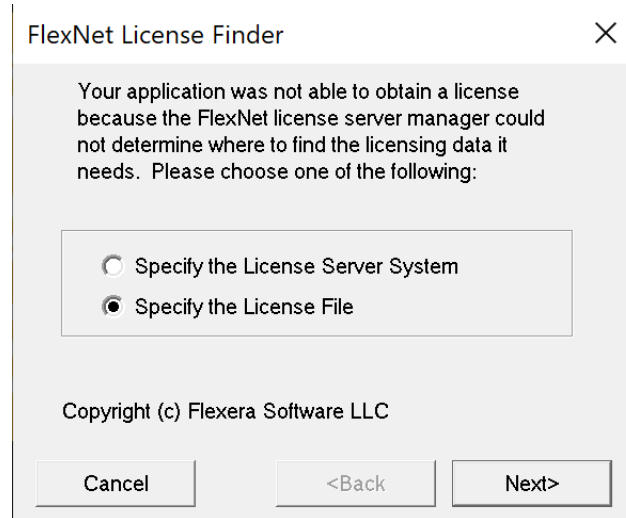 FlexNet License Finder
Your application was not able to obtain a license
because the FlexNet license server manager could
not determine where to find the licensing data it
needs.  Please choose one of the following:
Specify the License Server System
Specify the License File
Copyright (c) Flexera Software LLC
Cancel
<Back
Next>